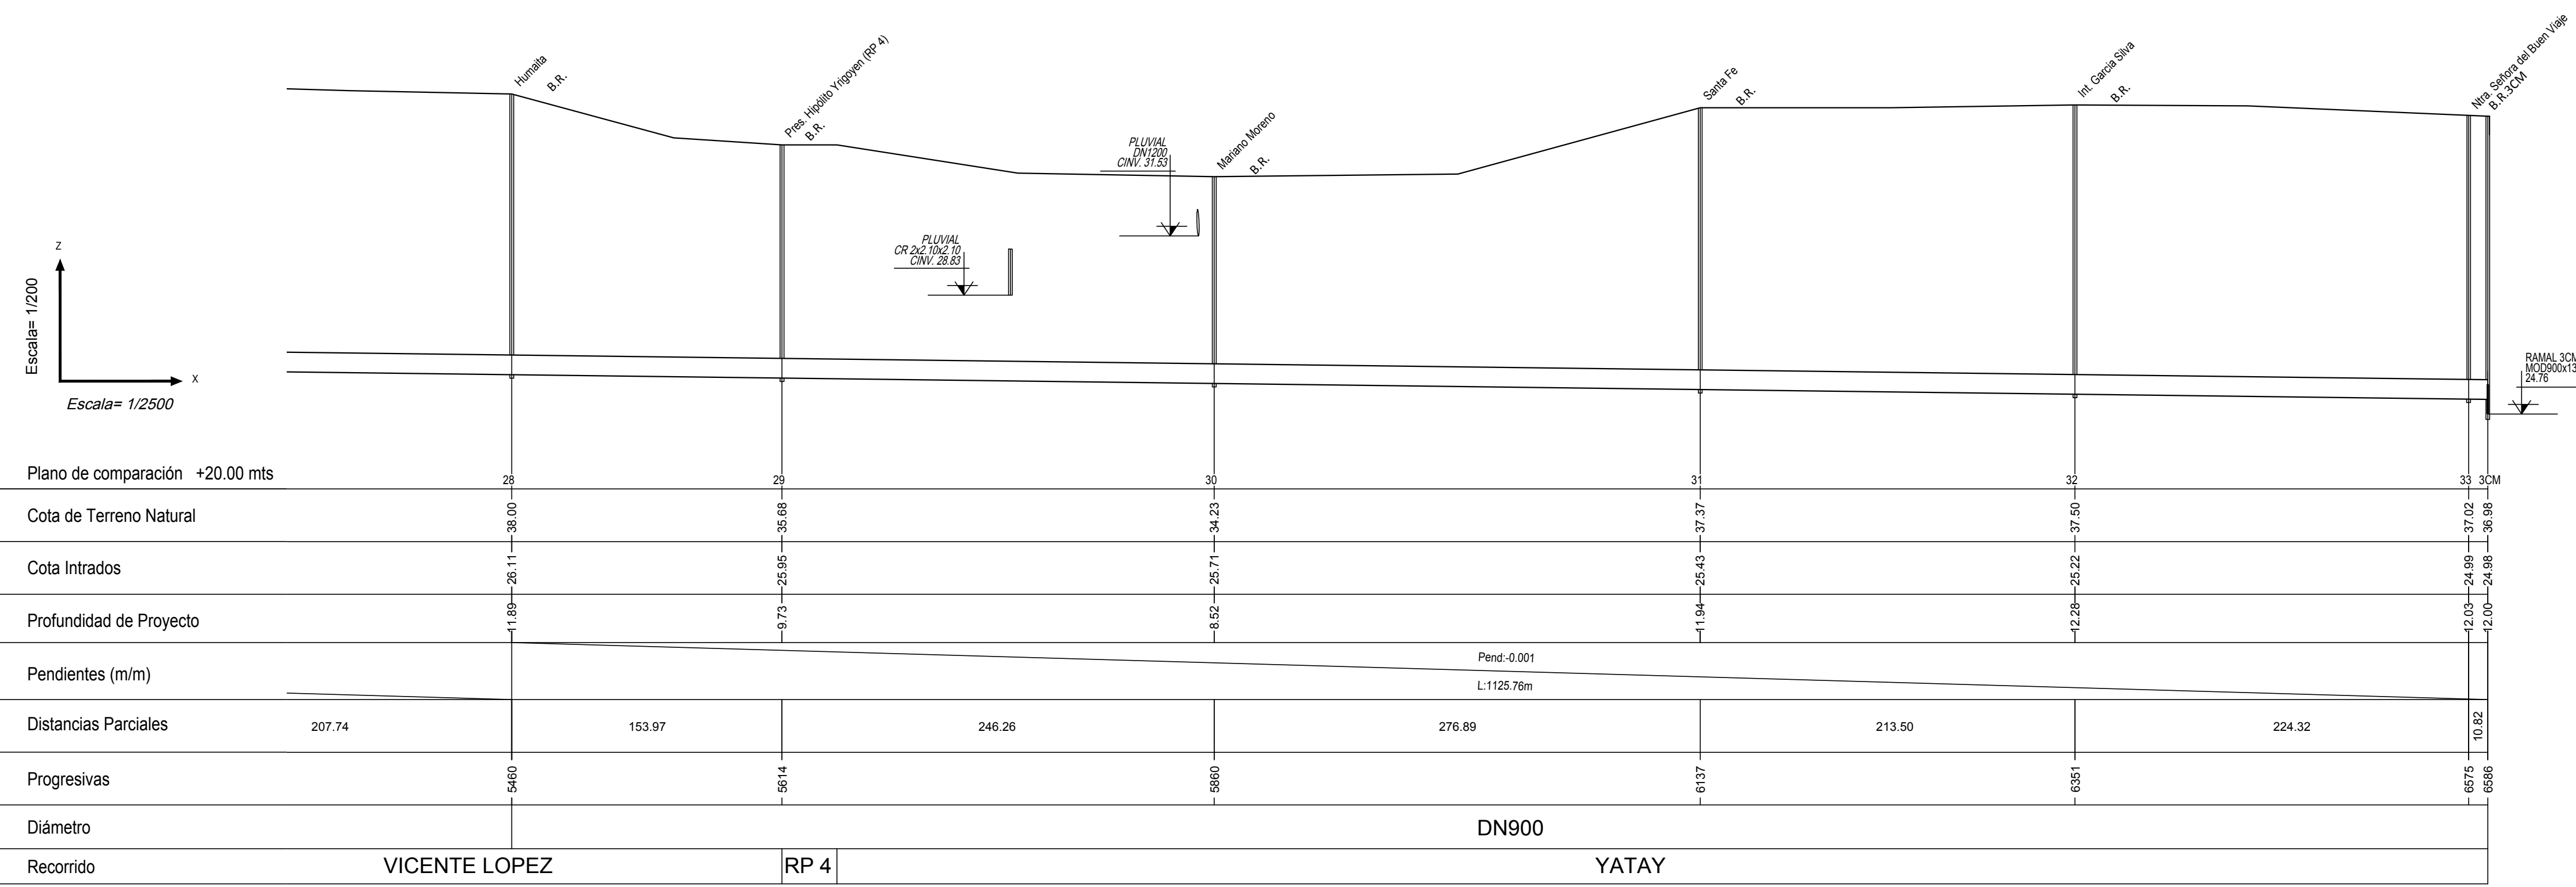 Humaita
B.R.
Pres. Hipólito Yrigoyen (RP 4)
B.R.
PLUVIAL
CR 2x2.10x2.10
CINV. 28.83
PLUVIAL
DN1200
CINV. 31.53
Mariano Moreno
B.R.
Santa Fe
B.R.
Int. Garcia Silva
B.R.
Ntra. Señora del Buen Viaje
B.R.3CM
RAMAL 3CM
MOD900x13
24.76
Z
X
Escala= 1/200
Escala= 1/2500
Plano de comparación +20.00 mts
28 29 30 31 32 33 3CM
Cota de Terreno Natural 38.00 35.68 34.23 37.37 37.50 37.02 36.98
Cota Intrados 26.11 25.95 25.71 25.43 25.22 24.99 24.98
Profundidad de Proyecto 11.89 9.73 8.52 11.94 12.28 12.03 12.00
Pendientes (m/m)
Pend:-0.001
L:1125.76m
Distancias Parciales 207.74 153.97 246.26 276.89 213.50 224.32 10.82
Progresivas 5460 5614 5860 6137 6351 6575 6586
Diámetro DN900
Recorrido VICENTE LOPEZ RP 4 YATAY